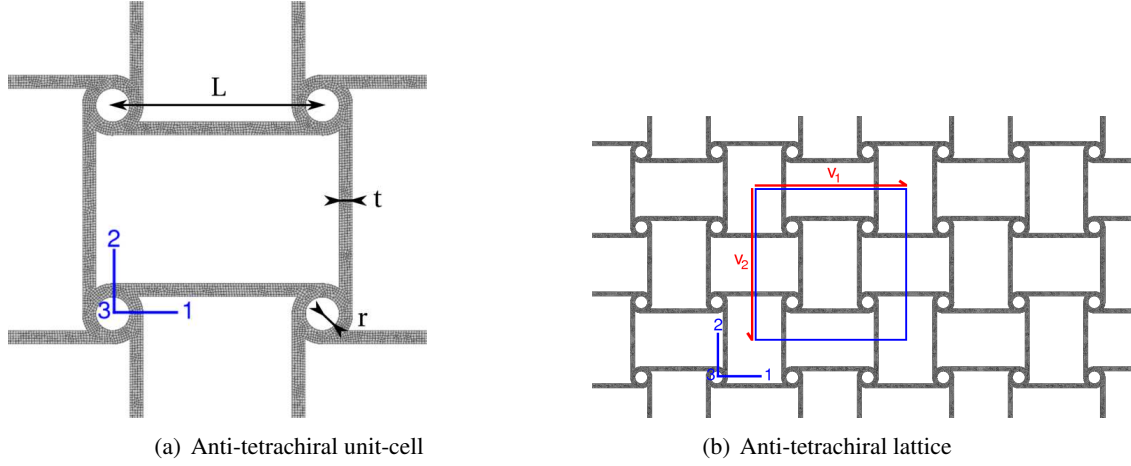 L
t
2
3 1
r
(a) Anti-tetrachiral unit-cell
V1
V2
2
3 1
(b) Anti-tetrachiral lattice